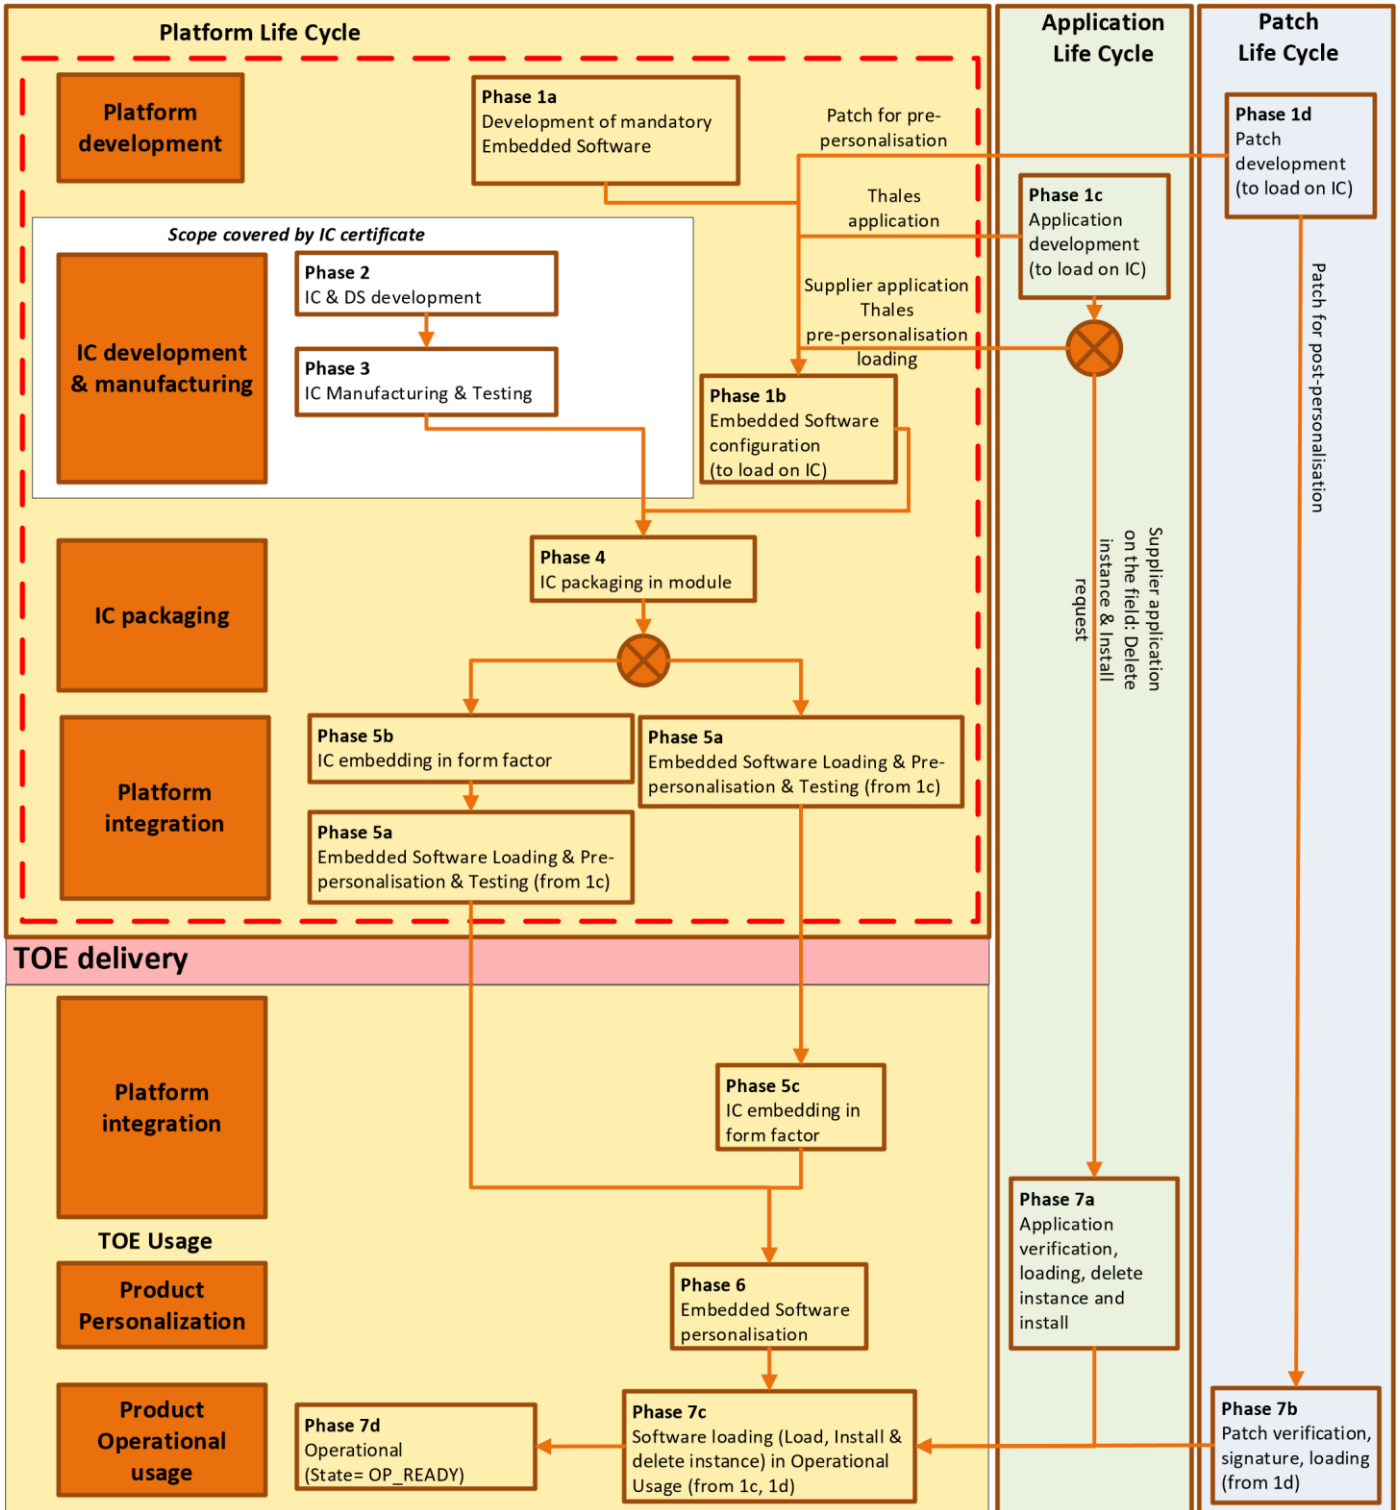 Platform Life Cycle
Application
Life Cycle
Patch
Life Cycle
Platform
development
Phase 1a
Development of mandatory
Embedded Software
Patch for pre-
personalisation
Phase 1d
Patch
development
(to load on IC)
Thales
application
Phase 1c
Application
development
(to load on IC)
Scope covered by IC certificate
IC development
& manufacturing
Phase 2
IC & DS development
Phase 3
IC Manufacturing & Testing
Supplier application
Thales
pre-personalisation
loading
Phase 1b
Embedded Software
configuration
(to load on IC)
Patch for post-personalisation
Supplier application
on the field: Delete
instance & Install
request
IC packaging
Phase 4
IC packaging in module
Platform
integration
Phase 5b
IC embedding in form factor
Phase 5a
Embedded Software Loading & Pre-
personalisation & Testing (from 1c)
Phase 5a
Embedded Software Loading & Pre-
personalisation & Testing (from 1c)
TOE delivery
Platform
integration
Phase 5c
IC embedding in
form factor
TOE Usage
Product
Personalization
Phase 6
Embedded Software
personalisation
Phase 7a
Application
verification,
loading, delete
instance and
install
Product
Operational
usage
Phase 7d
Operational
(State= OP_READY)
Phase 7c
Software loading (Load, Install &
delete instance) in Operational
Usage (from 1c, 1d)
Phase 7b
Patch verification,
signature, loading
(from 1d)